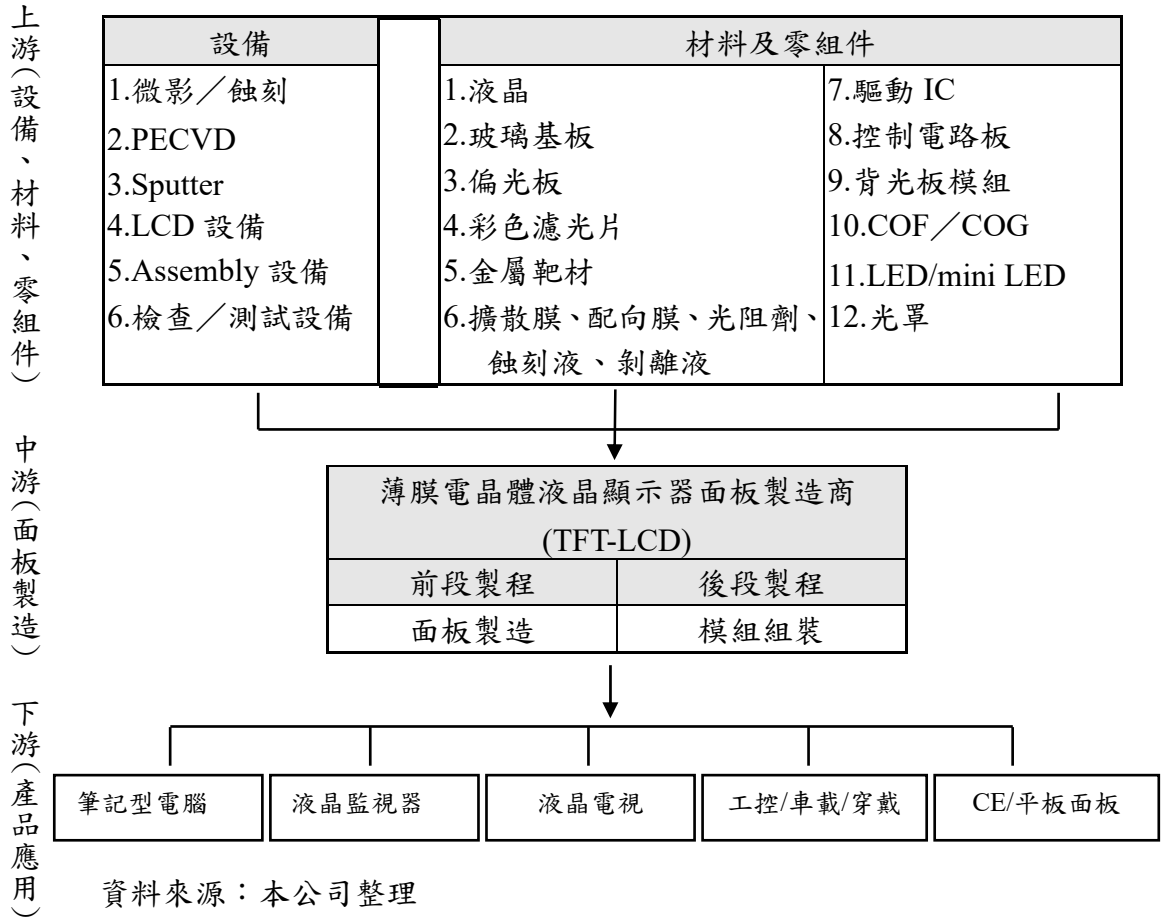 上游(設備、材料、零組件)
設備
1.微影／蝕刻
2.PECVD
3.Sputter
4.LCD 設備
5.Assembly 設備
6.檢查／測試設備
材料及零組件
1.液晶
2.玻璃基板
3.偏光板
4.彩色濾光片
5.金屬靶材
6.擴散膜、配向膜、光阻劑、
蝕刻液、剝離液
7.驅動 IC
8.控制電路板
9.背光板模組
10.COF／COG
11.LED/mini LED
12.光罩
中游(面板製造)
薄膜電晶體液晶顯示器面板製造商
(TFT-LCD)
前段製程
後段製程
面板製造
模組組裝
下游(產品應用)
筆記型電腦
液晶監視器
液晶電視
工控/車載/穿戴
CE/平板面板
資料來源：本公司整理